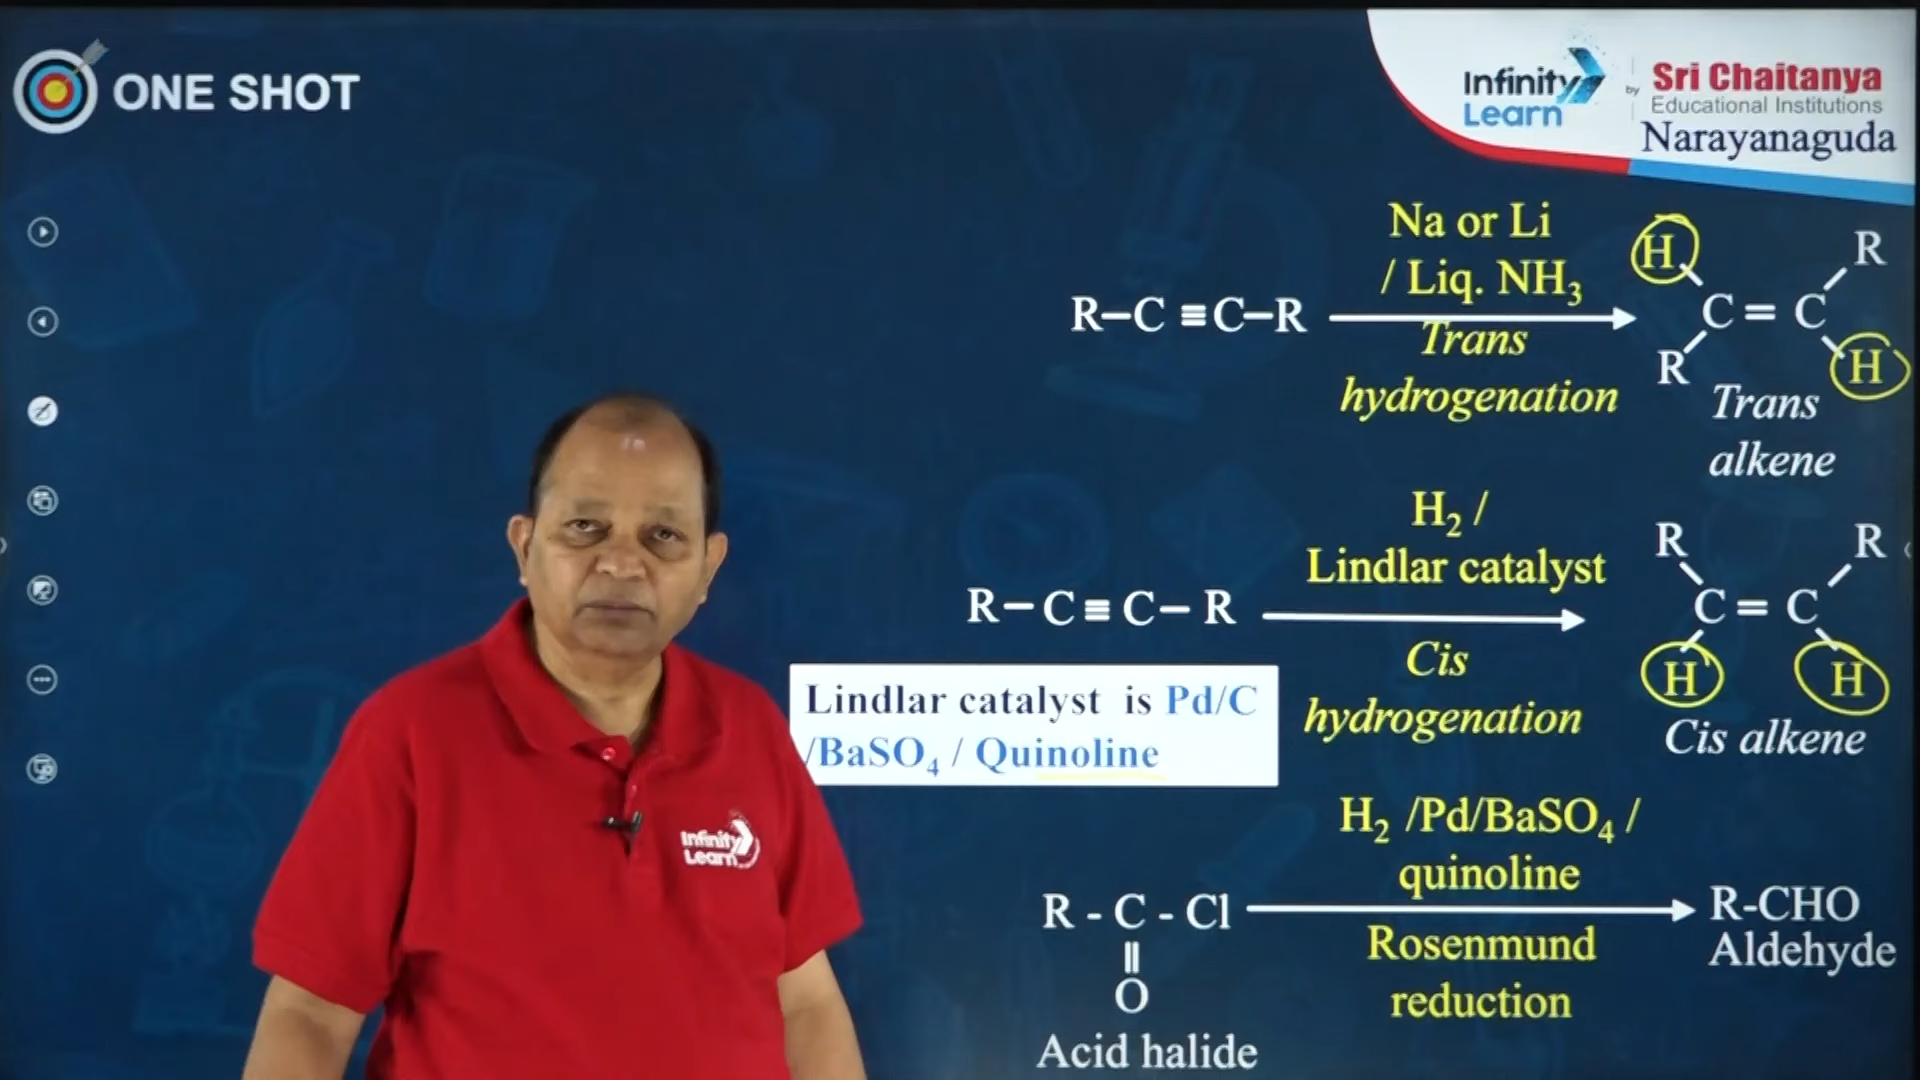 ONE SHOT
Infinity
Learn
by
Sri Chaitanya
Educational Institutions
Narayanaguda
Na or Li
/ Liq. NH₃
R–C≡C–R
Trans
hydrogenation
H R
C = C
R H
Trans
alkene
H₂ /
Lindlar catalyst
R – C ≡ C – R
Cis
hydrogenation
R R
C = C
H H
Cis alkene
Lindlar catalyst is Pd/C
/BaSO₄ / Quinoline
H₂ /Pd/BaSO₄ /
quinoline
R - C - Cl
O
Acid halide
Rosenmund
reduction
R-CHO
Aldehyde
Infinity
Learn